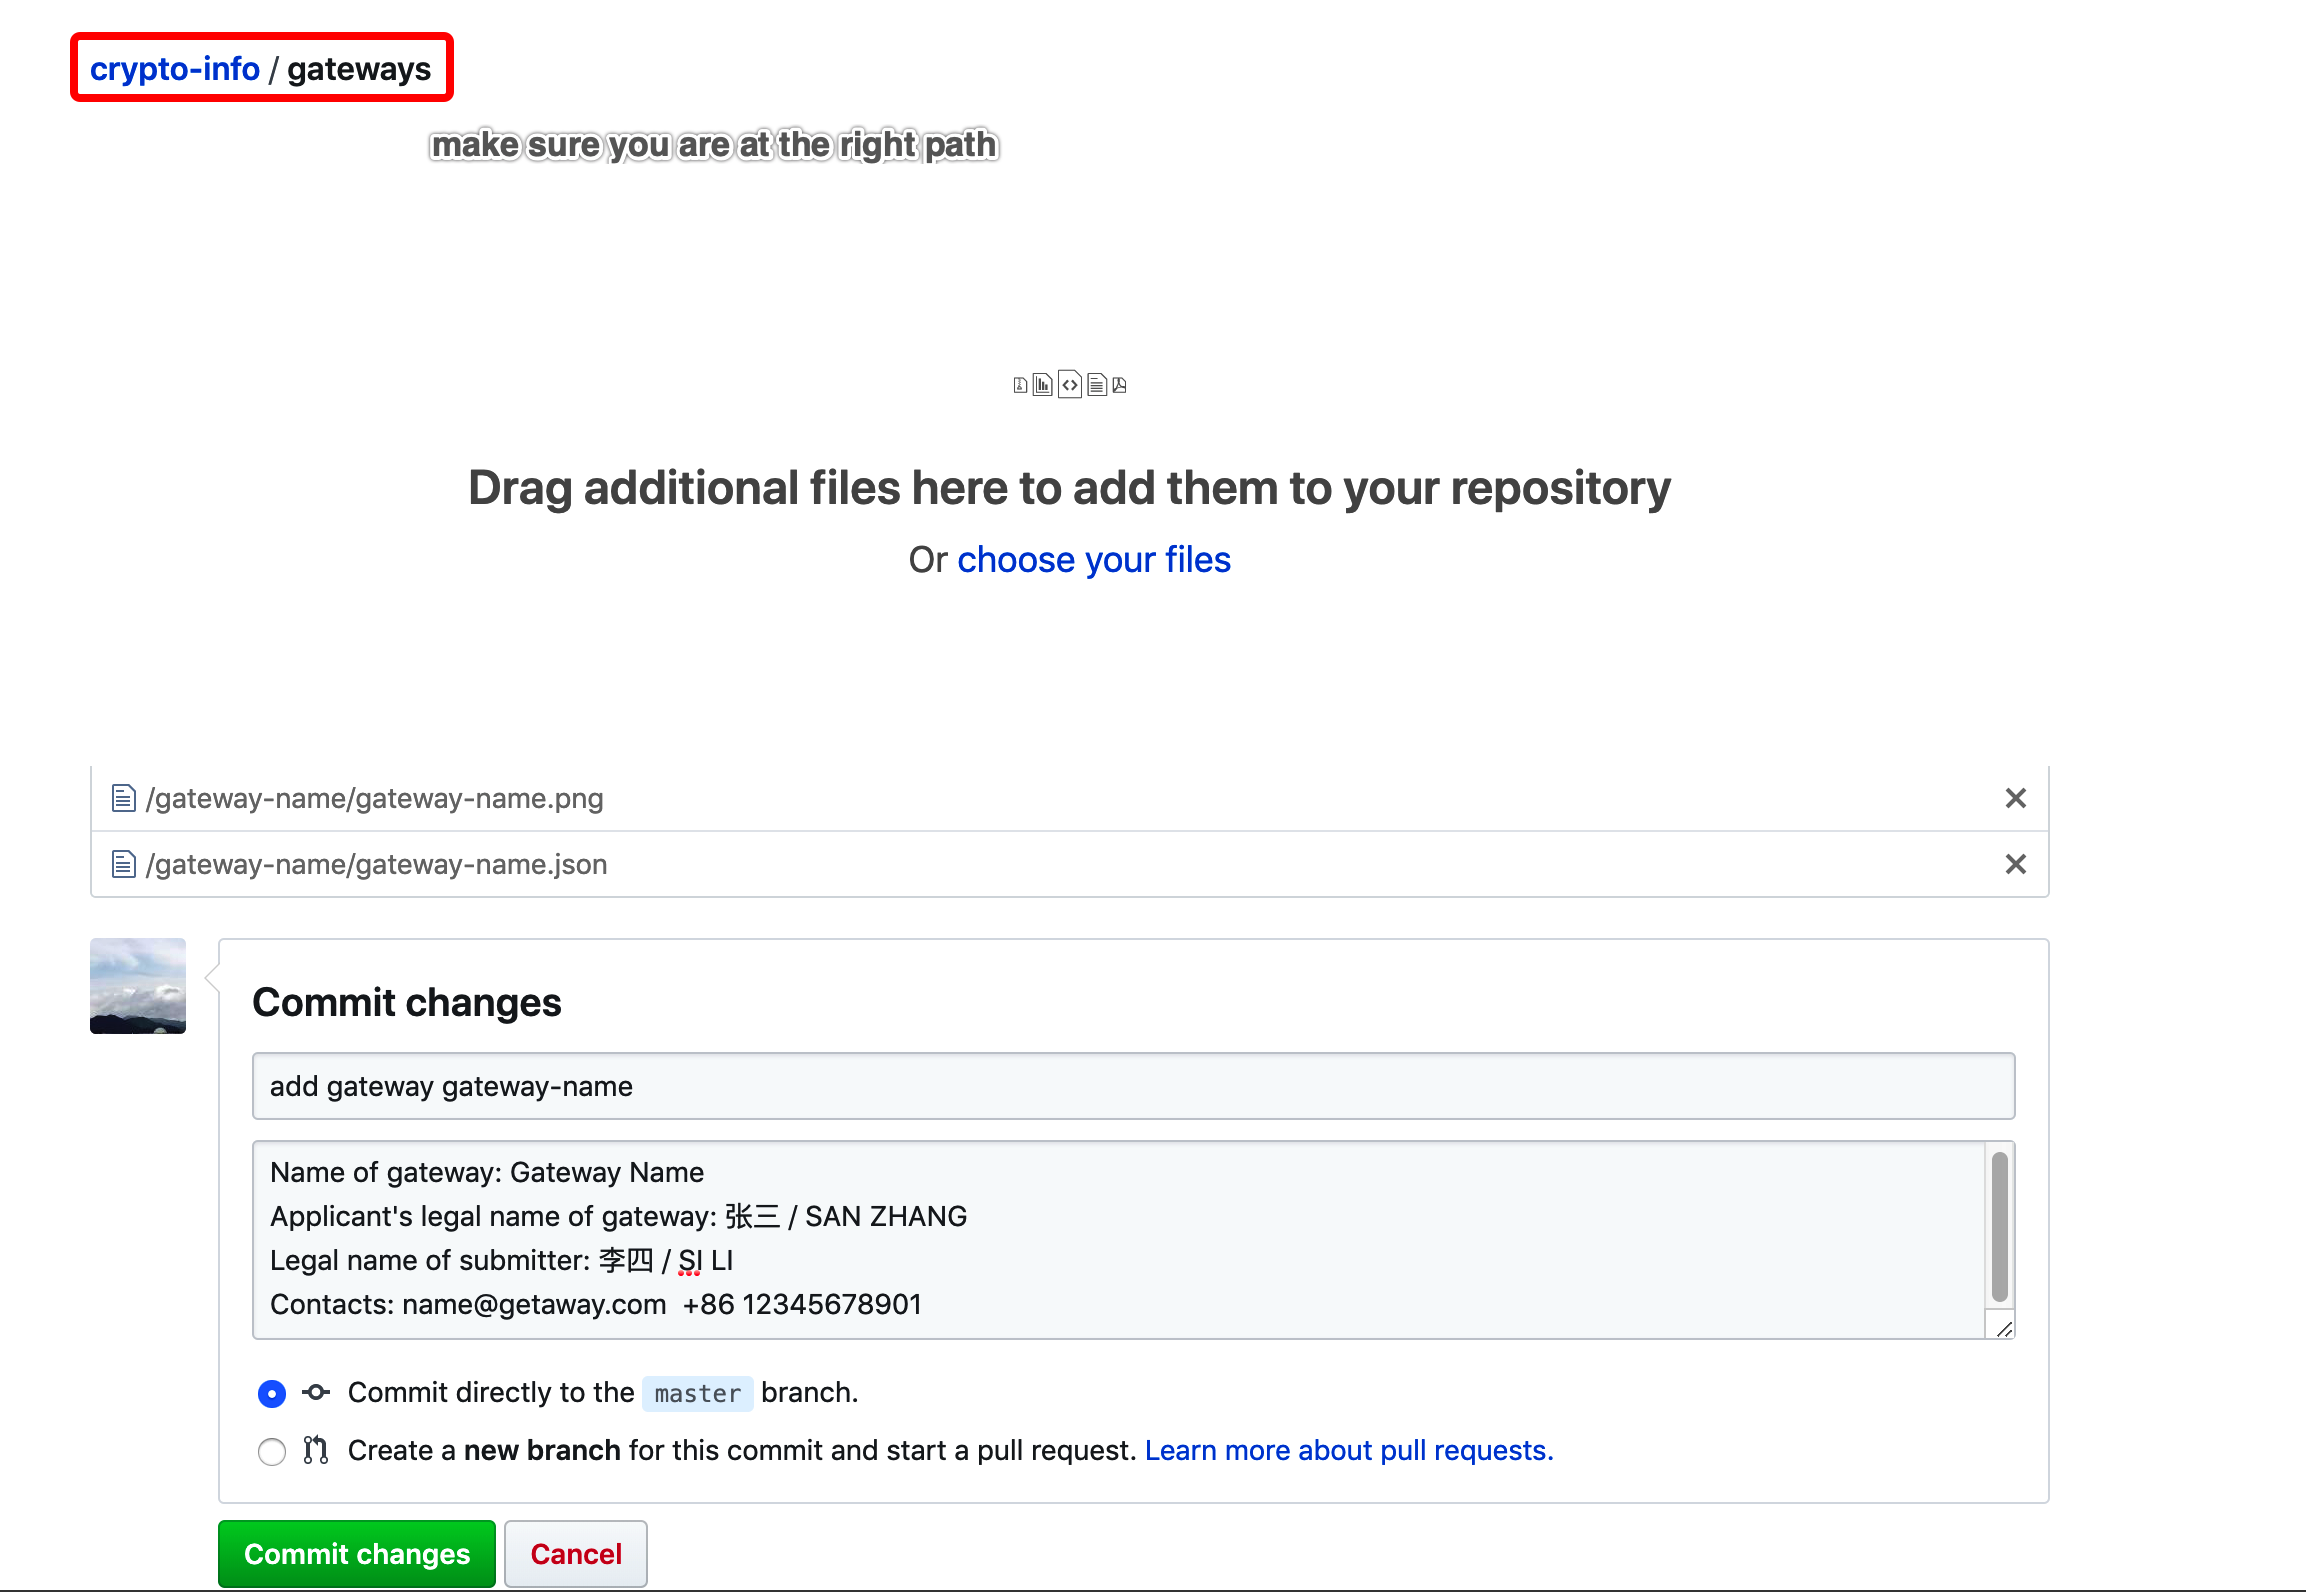 crypto-info / gateways
make sure you are at the right path
Drag additional files here to add them to your repository
Or choose your files
/gateway-name/gateway-name.png
/gateway-name/gateway-name.json
Commit changes
add gateway gateway-name
Name of gateway: Gateway Name
Applicant's legal name of gateway: 张三 / SAN ZHANG
Legal name of submitter: 李四 / SI LI
Contacts: name@getaway.com  +86 12345678901
Commit directly to the master branch.
Create a new branch for this commit and start a pull request. Learn more about pull requests.
Commit changes Cancel